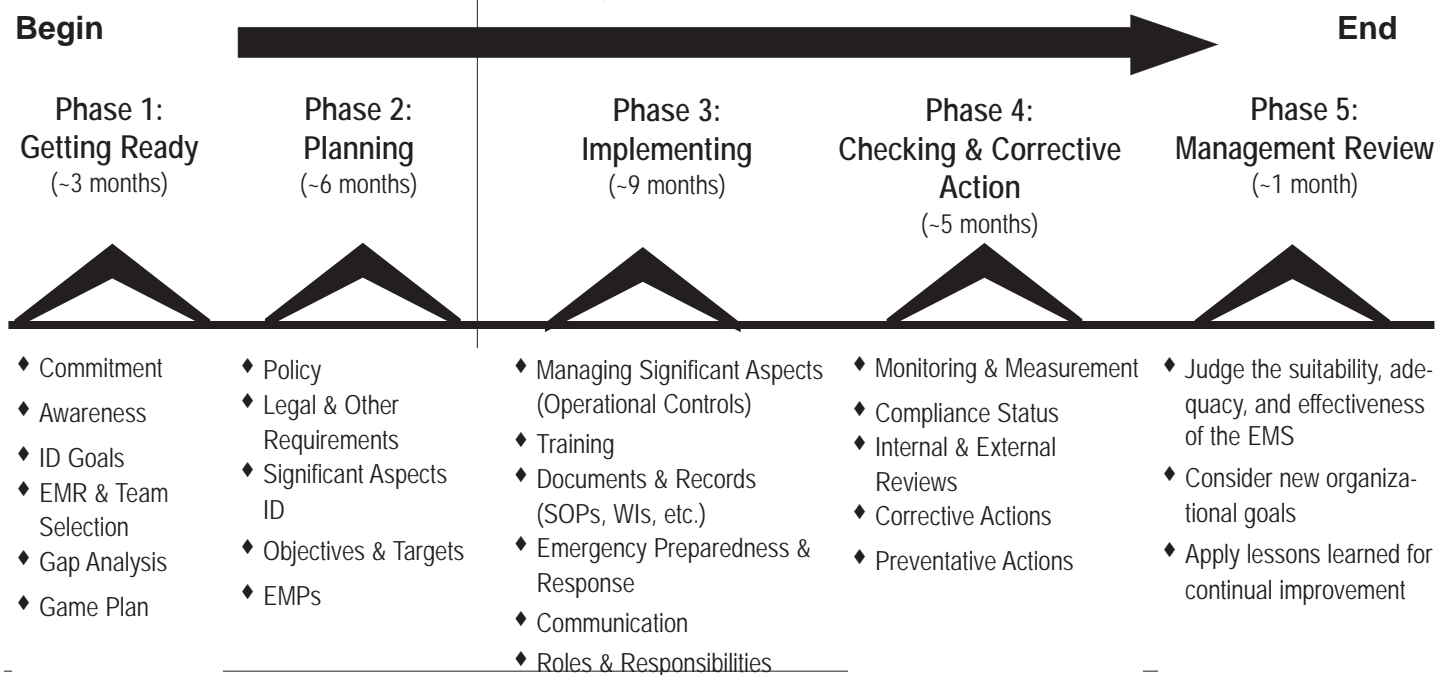 Begin
End
Phase 1:
Getting Ready
(~3 months)
Phase 2:
Planning
(~6 months)
Phase 3:
Implementing
(~9 months)
Phase 4:
Checking & Corrective
Action
(~5 months)
Phase 5:
Management Review
(~1 month)
♦ Commitment
♦ Awareness
♦ ID Goals
♦ EMR & Team
Selection
♦ Gap Analysis
♦ Game Plan
♦ Policy
♦ Legal & Other
Requirements
♦ Significant Aspects
ID
♦ Objectives & Targets
♦ EMPs
♦ Managing Significant Aspects
(Operational Controls)
♦ Training
♦ Documents & Records
(SOPs, WIs, etc.)
♦ Emergency Preparedness &
Response
♦ Communication
♦ Roles & Responsibilities
♦ Monitoring & Measurement
♦ Compliance Status
♦ Internal & External
Reviews
♦ Corrective Actions
♦ Preventative Actions
♦ Judge the suitability, ade-
quacy, and effectiveness
of the EMS
♦ Consider new organiza-
tional goals
♦ Apply lessons learned for
continual improvement